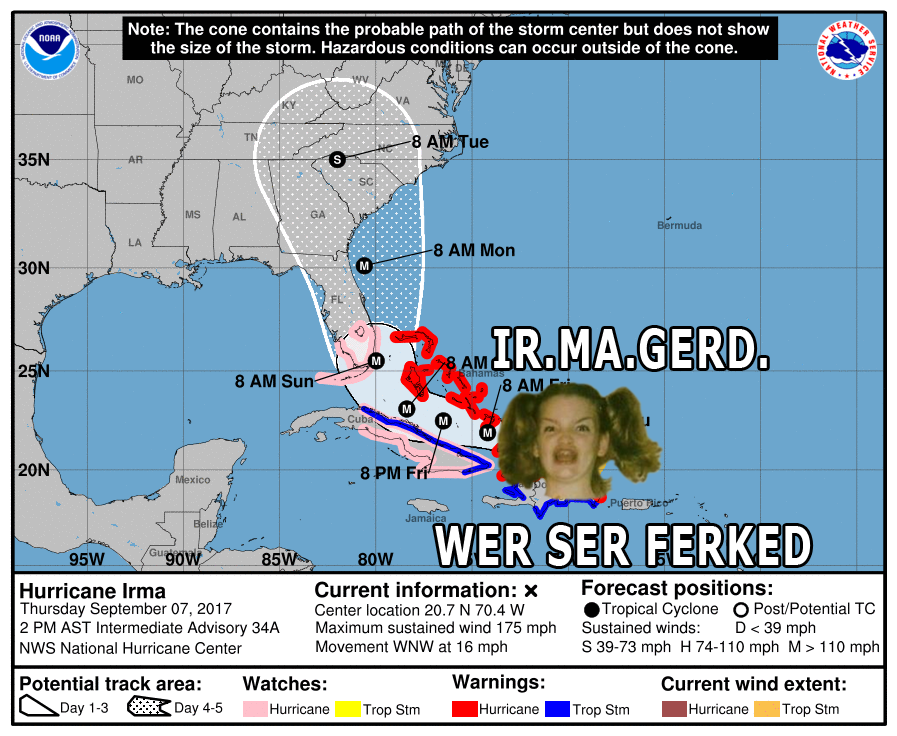 Note: The cone contains the probable path of the storm center but does not show
the size of the storm. Hazardous conditions can occur outside of the cone.
NOAA
NATIONAL WEATHER SERVICE
MO
WV
DE
KY
VA
8 AM Tue
TN
NC
35N
AR
S
SC
MS
AL
GA
Bermuda
LA
8 AM Mon
30N
M
FL
IR.MA.GERD.
25N
M
8 AM
Bahamas
8 AM Sun
8 AM Fri
M
M
M
Cuba
u
20N
8 PM Fri
Mexico
Puerto Rico
Jamaica
Belize
WER SER FERKED
Guatemala
95W
90W
85W
80W
5W
Hurricane Irma
Thursday September 07, 2017
2 PM AST Intermediate Advisory 34A
NWS National Hurricane Center
Current information: x
Center location 20.7 N 70.4 W
Maximum sustained wind 175 mph
Movement WNW at 16 mph
Forecast positions:
Tropical Cyclone Post/Potential TC
Sustained winds: D < 39 mph
S 39-73 mph H 74-110 mph M > 110 mph
Potential track area:
Day 1-3 Day 4-5
Watches:
Hurricane Trop Stm
Warnings:
Hurricane Trop Stm
Current wind extent:
Hurricane Trop Stm